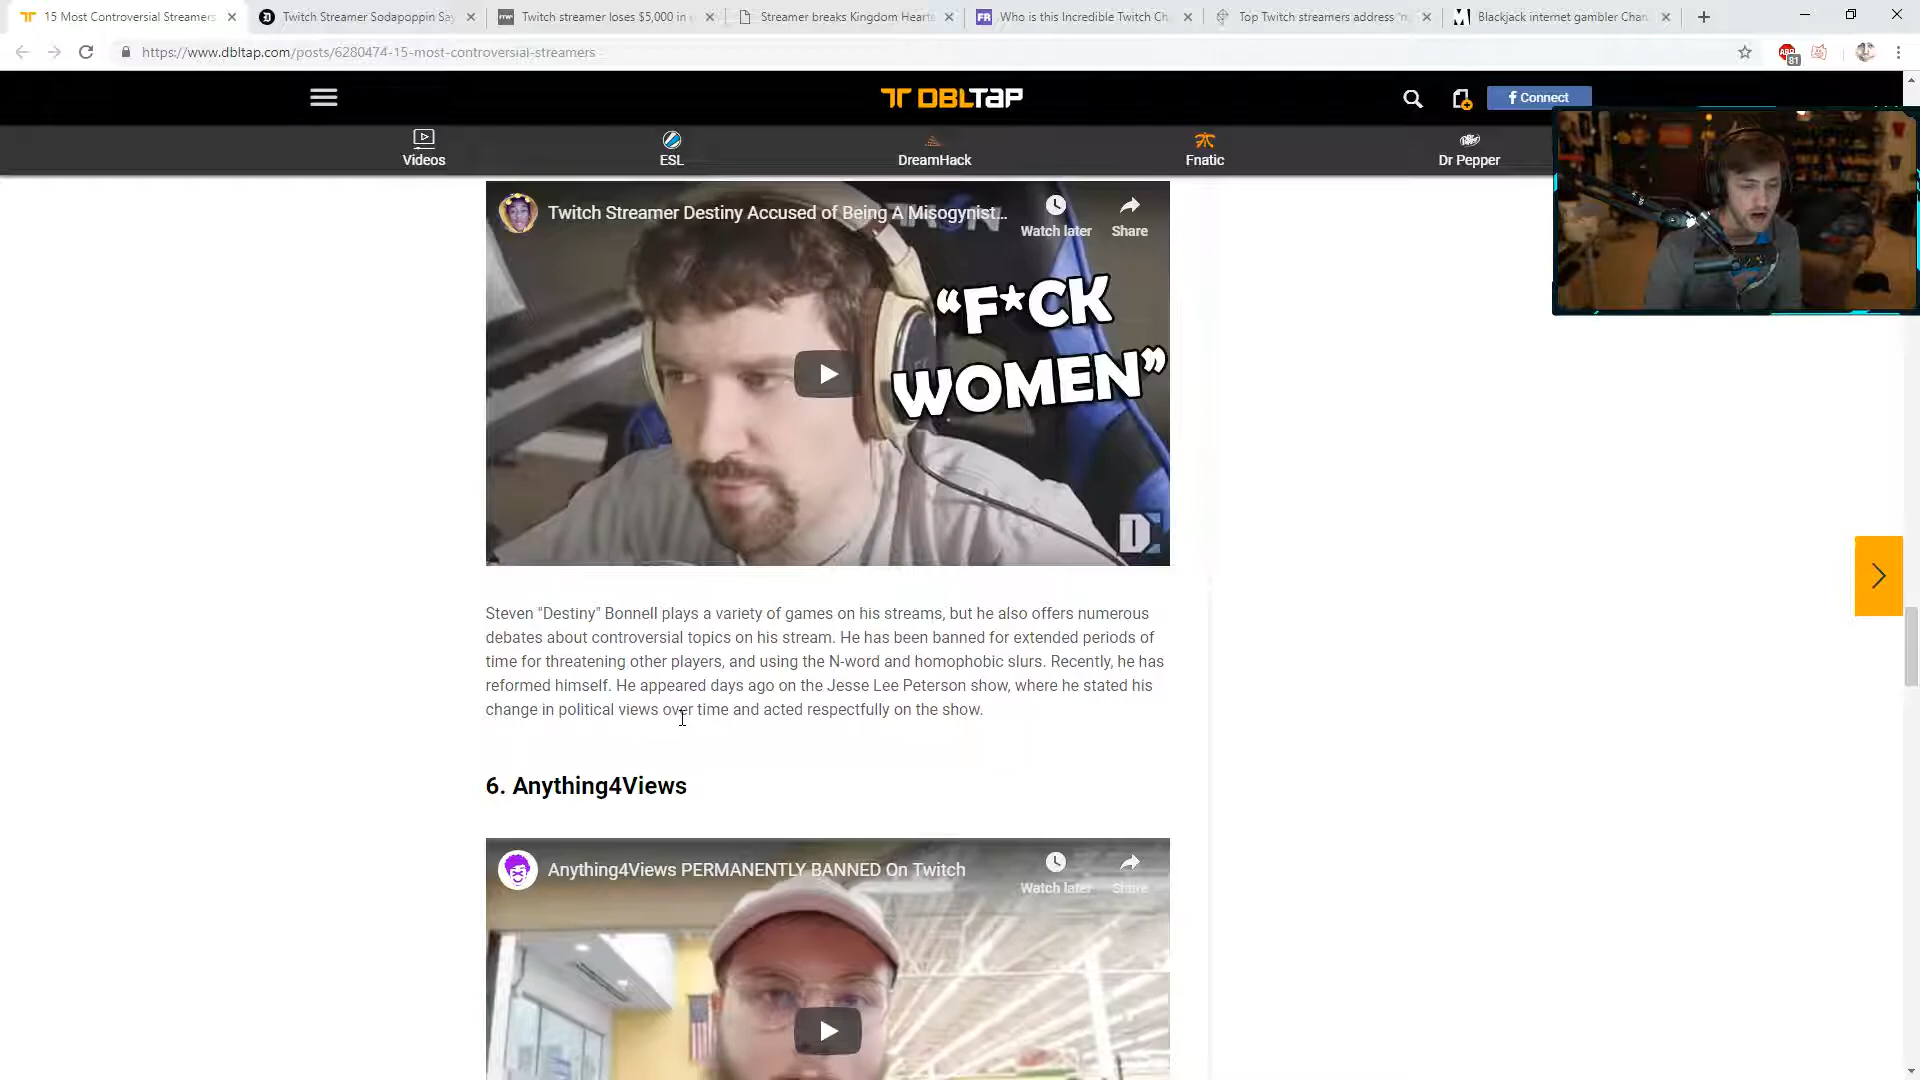 15 Most Controversial Streamers
Twitch Streamer Sodapoppin Say
Twitch streamer loses $5,000 in
Streamer breaks Kingdom Hearts
FR Who is this Incredible Twitch Ch
Top Twitch streamers address "n
Blackjack internet gambler Chan
https://www.dbltap.com/posts/6280474-15-most-controversial-streamers
ABP
81
DBLTAP
f Connect
Videos
ESL
DreamHack
Fnatic
Dr Pepper
Twitch Streamer Destiny Accused of Being A Misogynist...
Watch later
Share
"F*CK
WOMEN"
Steven "Destiny" Bonnell plays a variety of games on his streams, but he also offers numerous
debates about controversial topics on his stream. He has been banned for extended periods of
time for threatening other players, and using the N-word and homophobic slurs. Recently, he has
reformed himself. He appeared days ago on the Jesse Lee Peterson show, where he stated his
change in political views over time and acted respectfully on the show.
6. Anything4Views
Anything4Views PERMANENTLY BANNED On Twitch
Watch later
Share